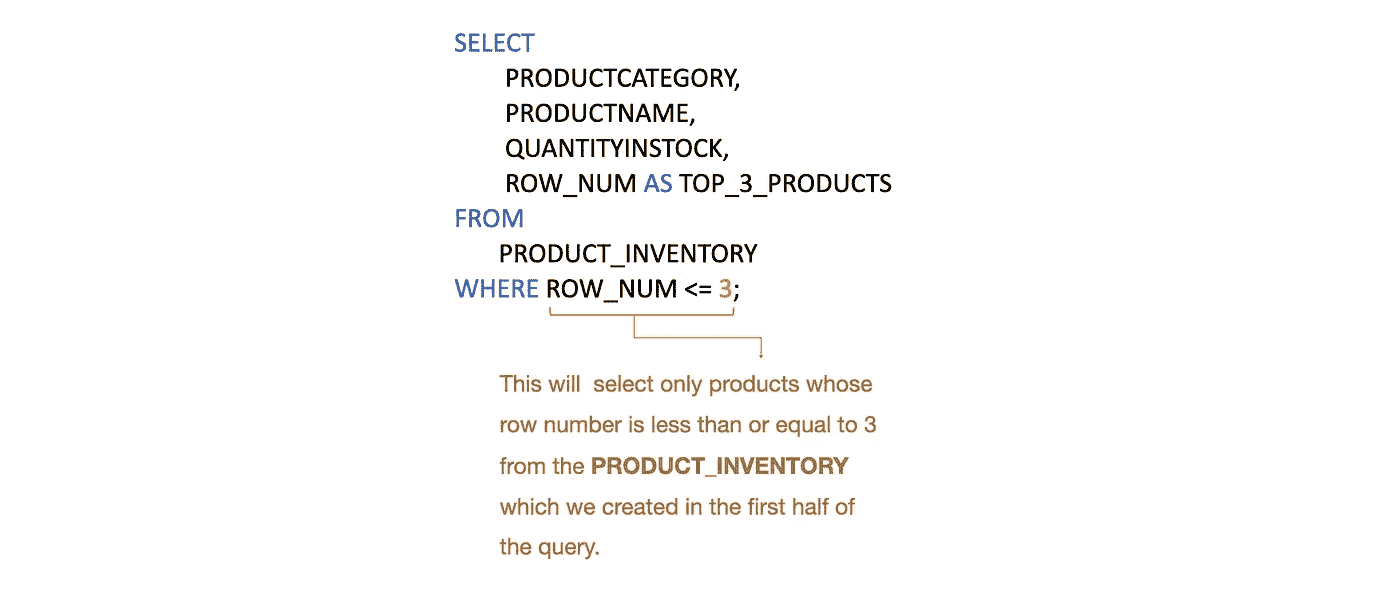 SELECT
PRODUCTCATEGORY,
PRODUCTNAME,
QUANTITYINSTOCK,
ROW_NUM AS TOP_3_PRODUCTS
FROM
PRODUCT_INVENTORY
WHERE ROW_NUM <= 3;
This will  select only products whose
row number is less than or equal to 3
from the PRODUCT_INVENTORY
which we created in the first half of
the query.